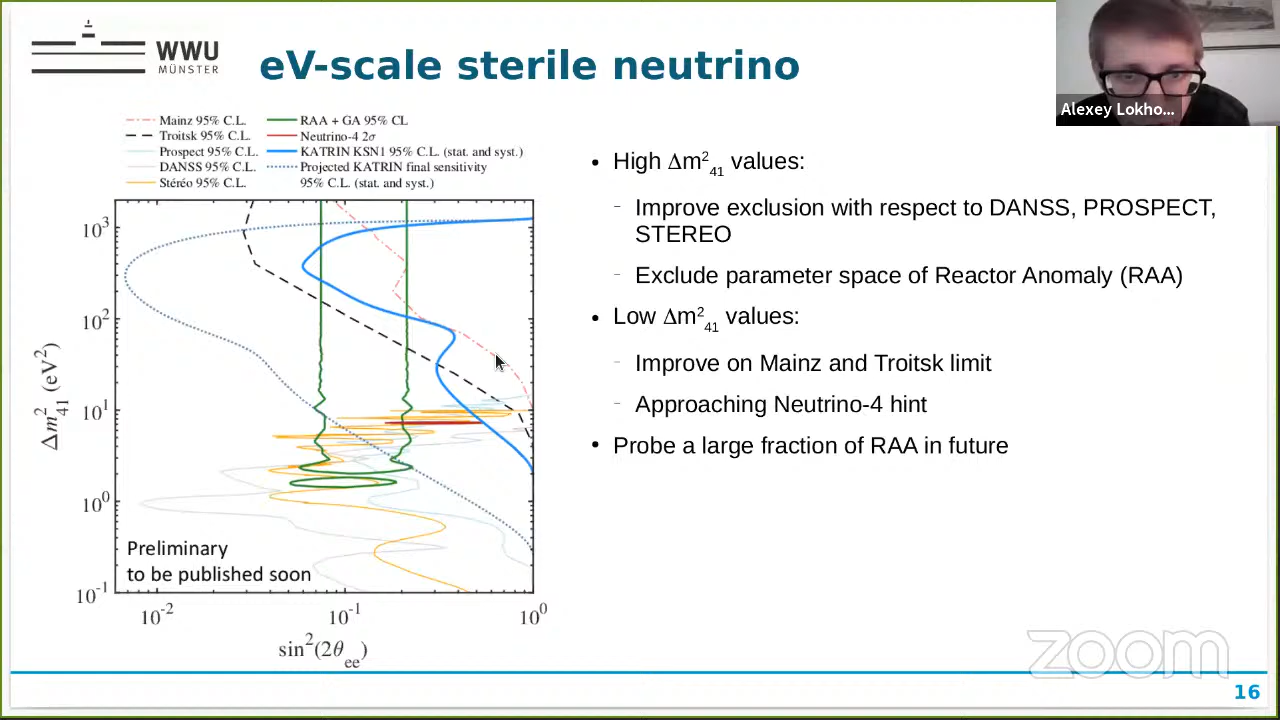 WWU
MÜNSTER
eV-scale sterile neutrino
Alexey Lokho...
Mainz 95% C.L.
Troitsk 95% C.L.
Prospect 95% C.L.
DANSS 95% C.L.
Stéréo 95% C.L.
RAA + GA 95% CL
Neutrino-4 2σ
KATRIN KSN1 95% C.L. (stat. and syst.)
Projected KATRIN final sensitivity
95% C.L. (stat. and syst.)
10³
10²
10¹
10⁰
10⁻¹
Δm²₄₁ (eV²)
Preliminary
to be published soon
10⁻²
10⁻¹
10⁰
sin²(2θₑₑ)
• High Δm²₄₁ values:
– Improve exclusion with respect to DANSS, PROSPECT,
STEREO
– Exclude parameter space of Reactor Anomaly (RAA)
• Low Δm²₄₁ values:
– Improve on Mainz and Troitsk limit
– Approaching Neutrino-4 hint
• Probe a large fraction of RAA in future
zoom
16